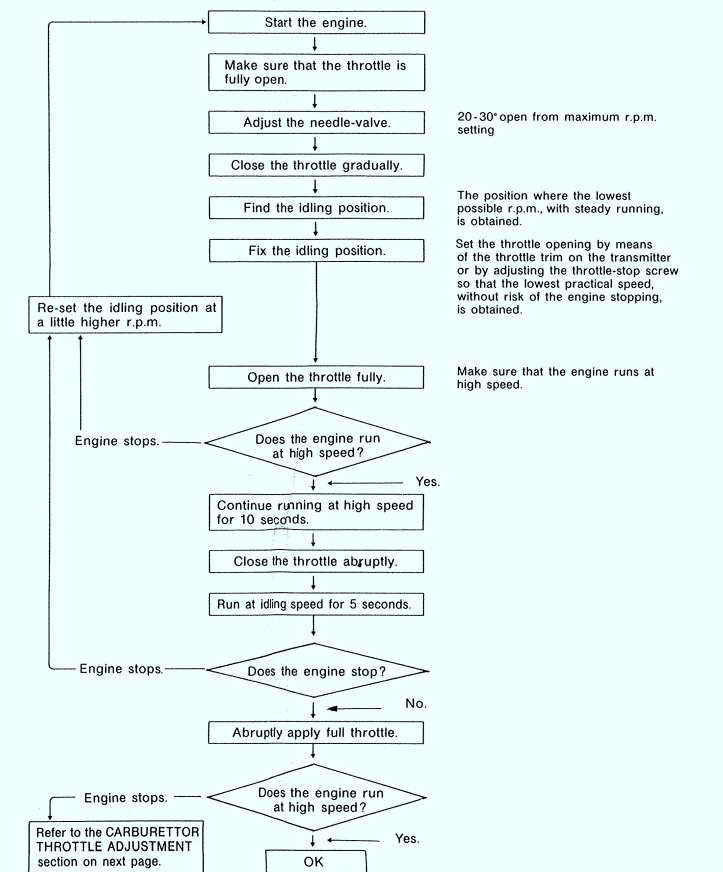 Start the engine.
Make sure that the throttle is
fully open.
Adjust the needle-valve.
20-30° open from maximum r.p.m.
setting
Close the throttle gradually.
Find the idling position.
The position where the lowest
possible r.p.m., with steady running,
is obtained.
Fix the idling position.
Set the throttle opening by means
of the throttle trim on the transmitter
or by adjusting the throttle-stop screw
so that the lowest practical speed,
without risk of the engine stopping,
is obtained.
Re-set the idling position at
a little higher r.p.m.
Open the throttle fully.
Make sure that the engine runs at
high speed.
Engine stops.
Does the engine run
at high speed?
Yes.
Continue running at high speed
for 10 seconds.
Close the throttle abruptly.
Run at idling speed for 5 seconds.
Engine stops.
Does the engine stop?
No.
Abruptly apply full throttle.
Engine stops.
Does the engine run
at high speed?
Yes.
Refer to the CARBURETTOR
THROTTLE ADJUSTMENT
section on next page.
OK